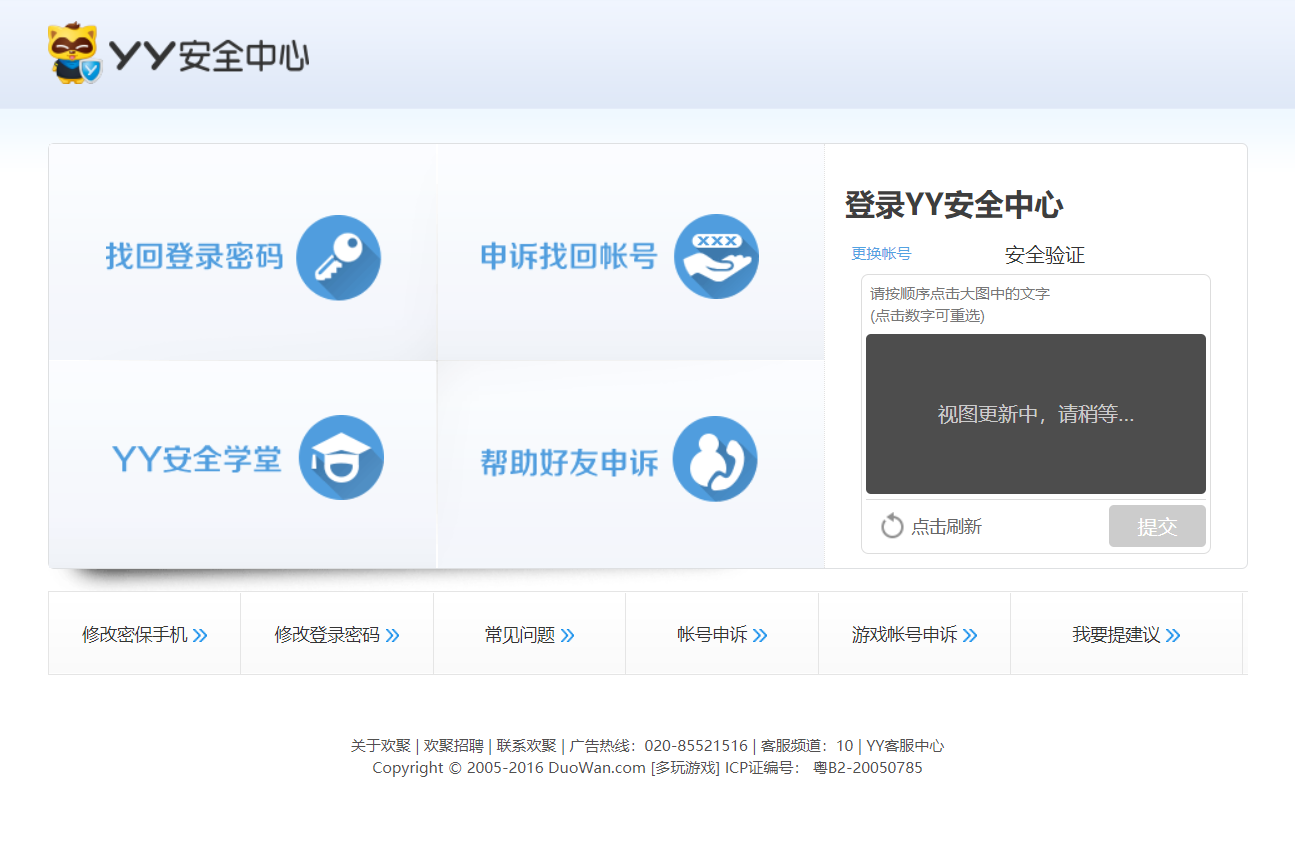 YY安全中心
找回登录密码
申诉找回帐号
XXX
YY安全学堂
帮助好友申诉
登录YY安全中心
更换帐号
安全验证
请按顺序点击大图中的文字
(点击数字可重选)
视图更新中，请稍等...
点击刷新
提交
修改密保手机 »
修改登录密码 »
常见问题 »
帐号申诉 »
游戏帐号申诉 »
我要提建议 »
关于欢聚 | 欢聚招聘 | 联系欢聚 | 广告热线：020-85521516 | 客服频道：10 | YY客服中心
Copyright © 2005-2016 DuoWan.com [多玩游戏] ICP证编号： 粤B2-20050785